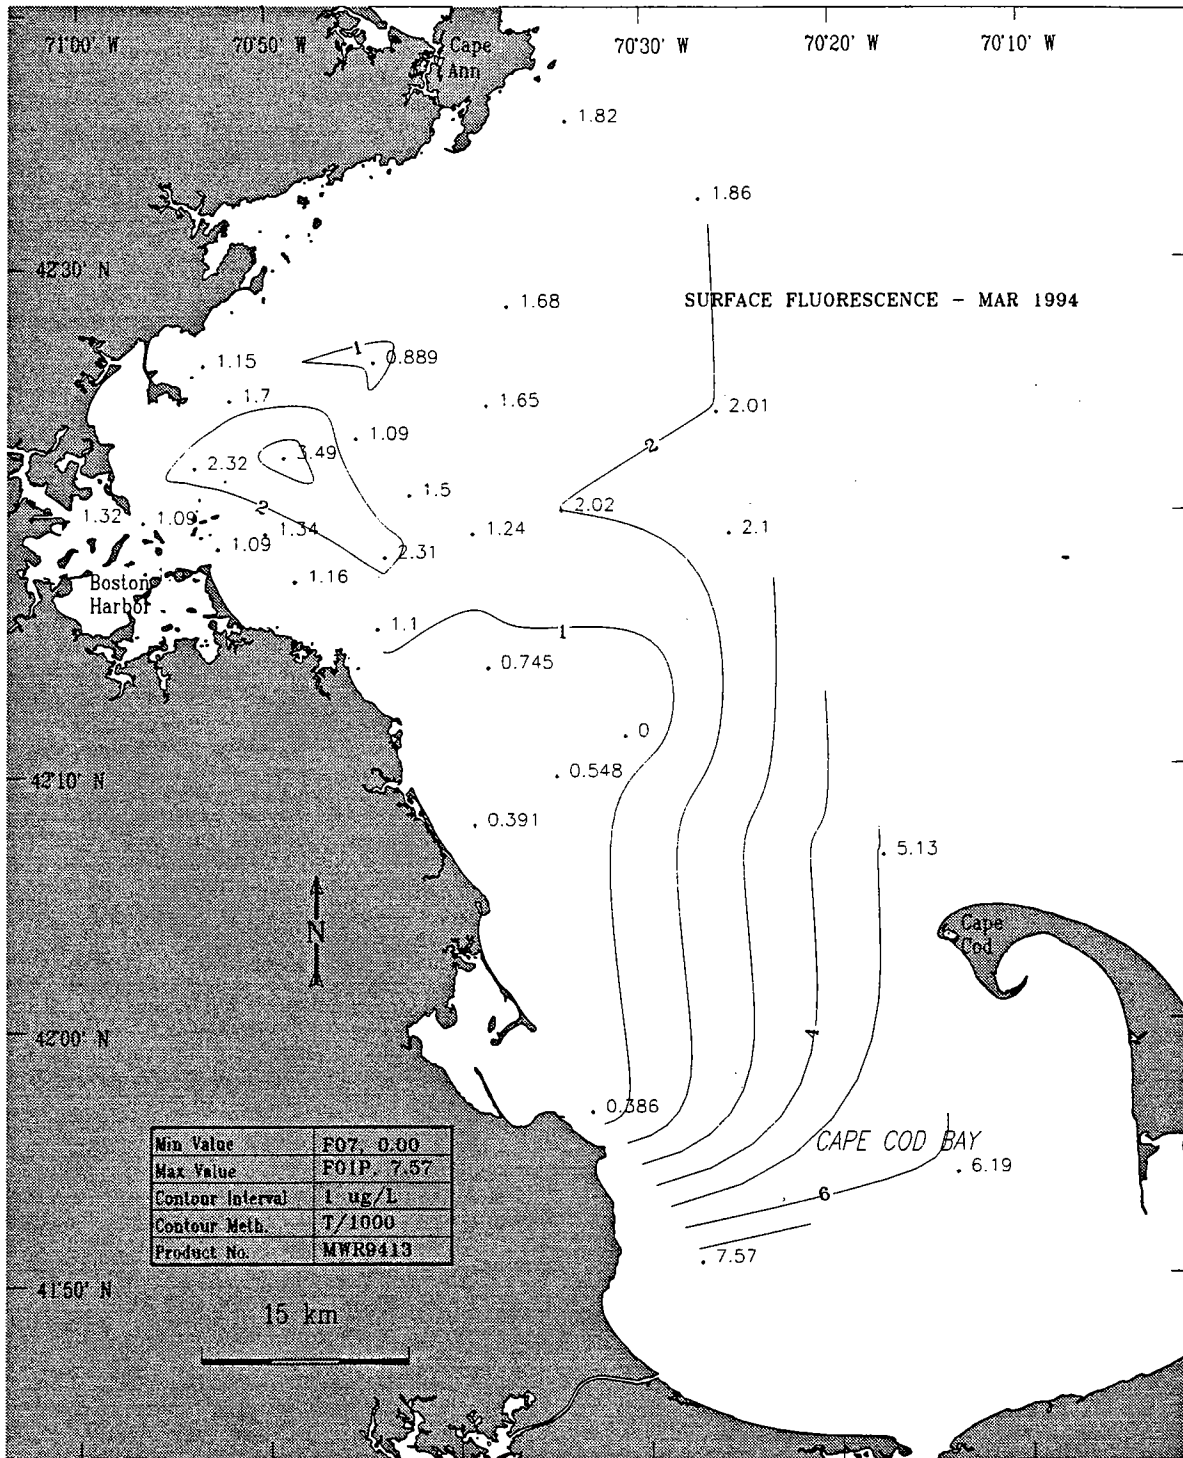 71°00' W
70°50' W
70°30' W
70°20' W
70°10' W
Cape
Ann
1.82
1.86
42°30' N
1.68
SURFACE FLUORESCENCE - MAR 1994
1
0.889
1.15
1.7
1.65
2.01
1.09
2
3.49
2.32
1.5
2
2.02
1.32
1.09
1.34
1.24
2.1
1.09
2.31
Boston
Harbor
1.16
1.1
1
0.745
0
42°10' N
0.548
0.391
5.13
N
Cape
Cod
42°00' N
4
0.386
CAPE COD BAY
Min Value F07, 0.00
Max Value F01P, 7.57
Contour Interval 1 ug/L
Contour Meth. T/1000
Product No. MWR9413
6.19
6
7.57
41°50' N
15 km